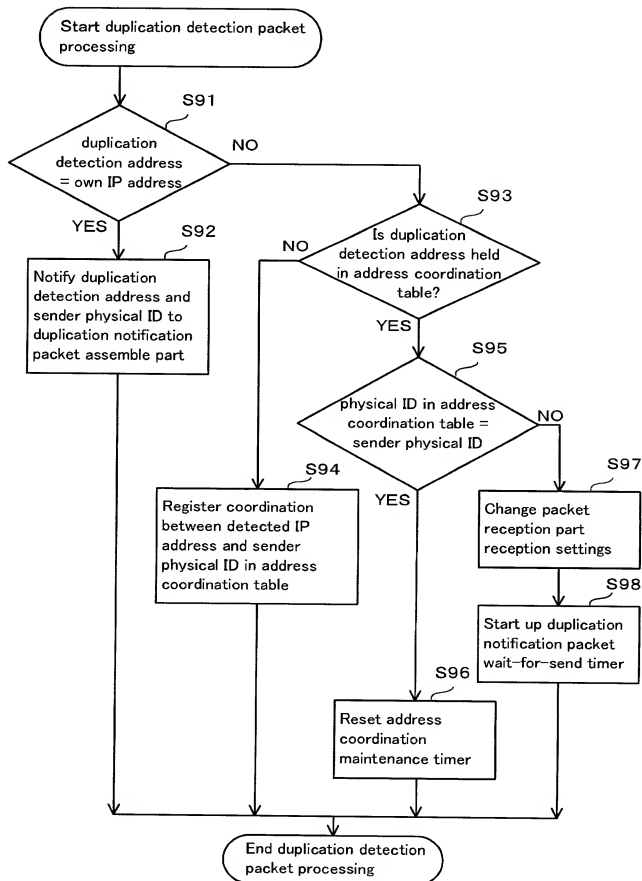 Start duplication detection packet
processing
S91
duplication
detection address
= own IP address
NO
YES
S92
Notify duplication
detection address and
sender physical ID to
duplication notification
packet assemble part
S93
Is duplication
detection address held
in address coordination
table?
NO
YES
S95
physical ID in address
coordination table =
sender physical ID
NO
YES
S94
Register coordination
between detected IP
address and sender
physical ID in address
coordination table
S97
Change packet
reception part
reception settings
S98
Start up duplication
notification packet
wait-for-send timer
S96
Reset address
coordination
maintenance timer
End duplication detection
packet processing